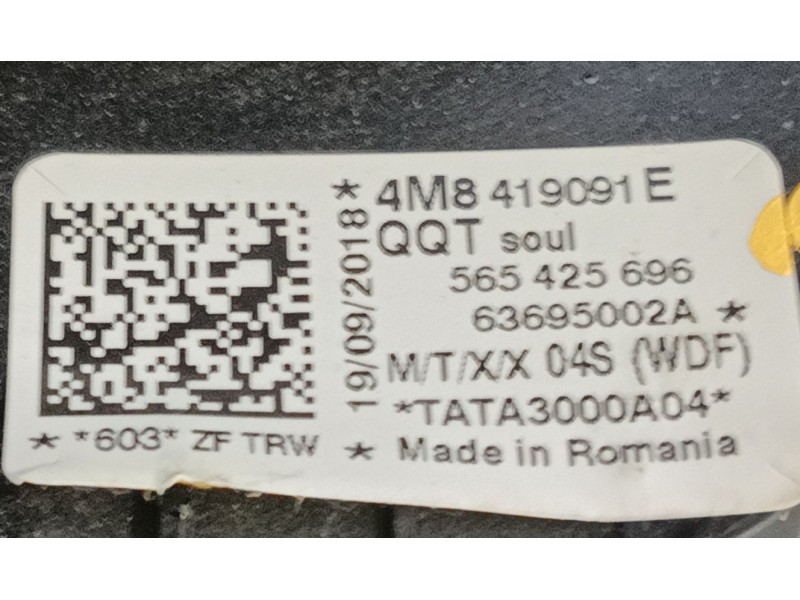 * 4M8 419091 E
QQT soul
565 425 696
63695002A *
M/T/X/X 04S (WDF)
*TATA3000A04*
* Made in Romania
19/09/2018
* *603* ZF TRW